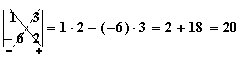 |1 3|
|-6 2| = 1 · 2 − (−6) · 3 = 2 + 18 = 20
− +